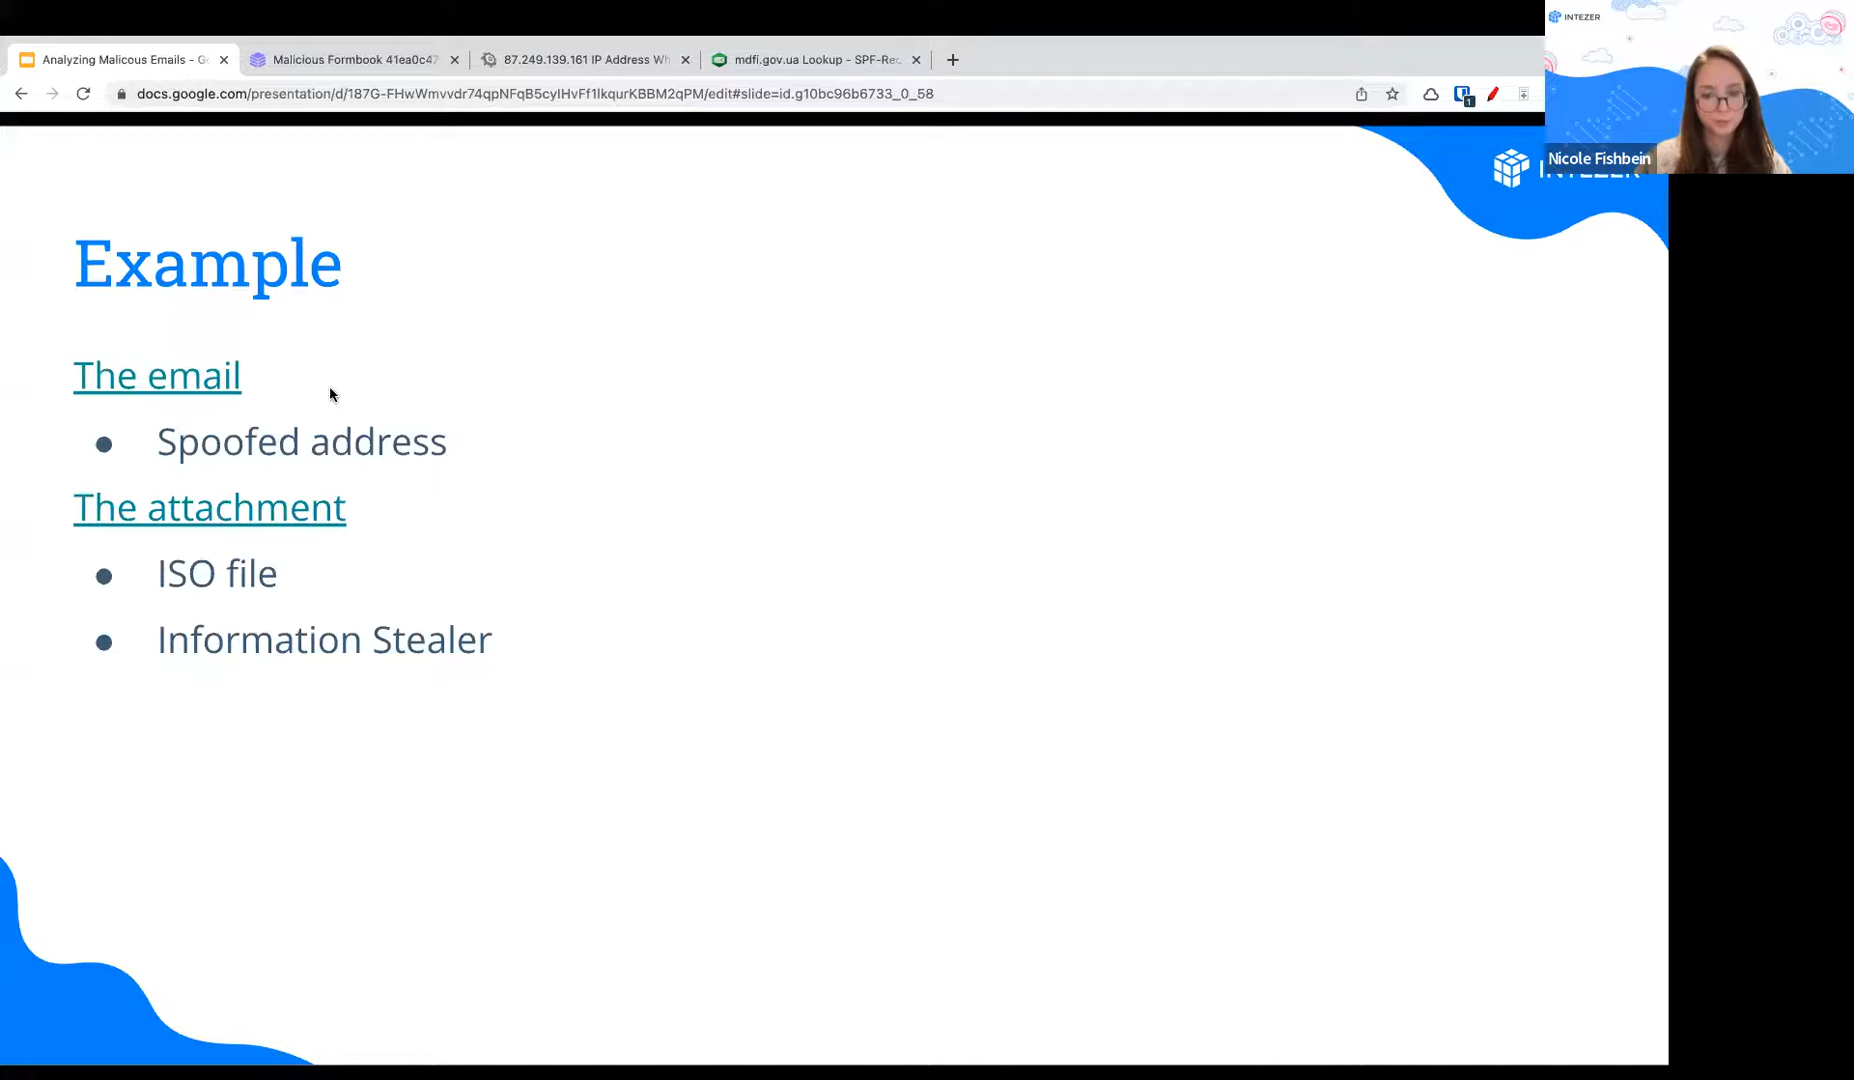 INTEZER
Analyzing Malicous Emails - Go
Malicious Formbook 41ea0c47
87.249.139.161 IP Address Wh
mdfi.gov.ua Lookup - SPF-Rec
docs.google.com/presentation/d/187G-FHwWmvvdr74qpNFqB5cyIHvFf1lkqurKBBM2qPM/edit#slide=id.g10bc96b6733_0_58
1
Nicole Fishbein
Example
The email
● Spoofed address
The attachment
● ISO file
● Information Stealer